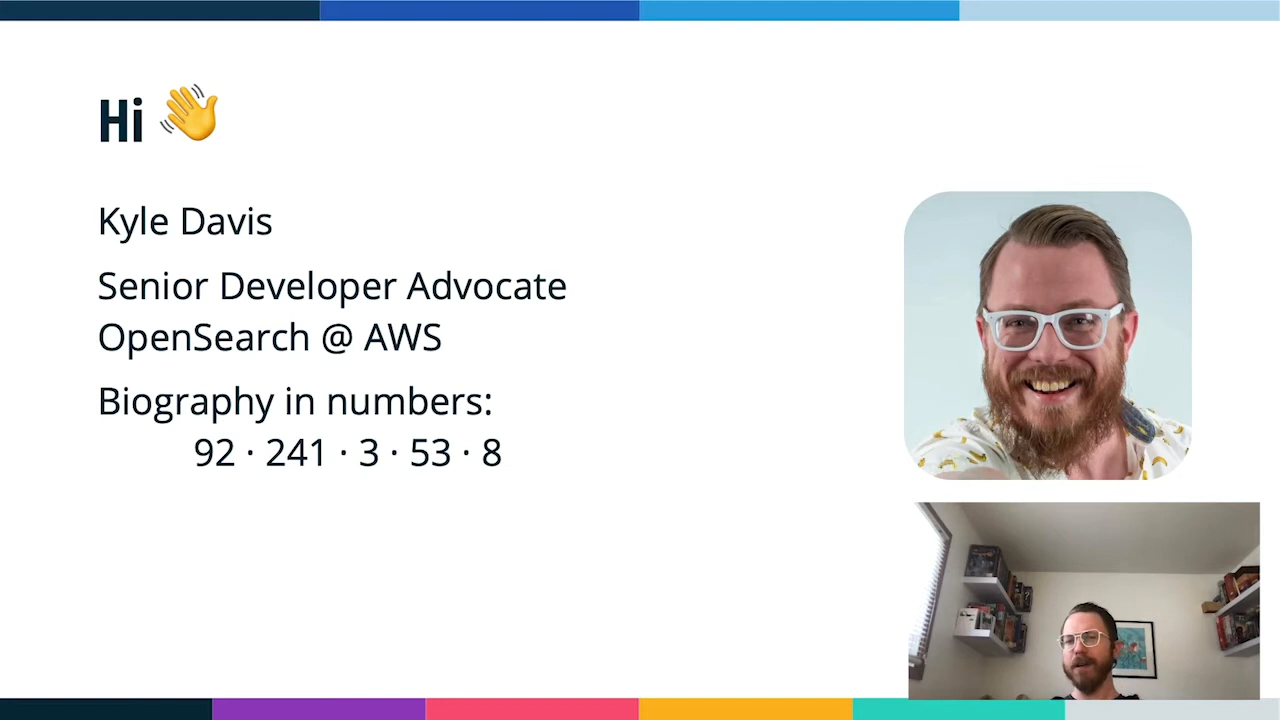 Hi 👋
Kyle Davis
Senior Developer Advocate
OpenSearch @ AWS
Biography in numbers:
92 · 241 · 3 · 53 · 8